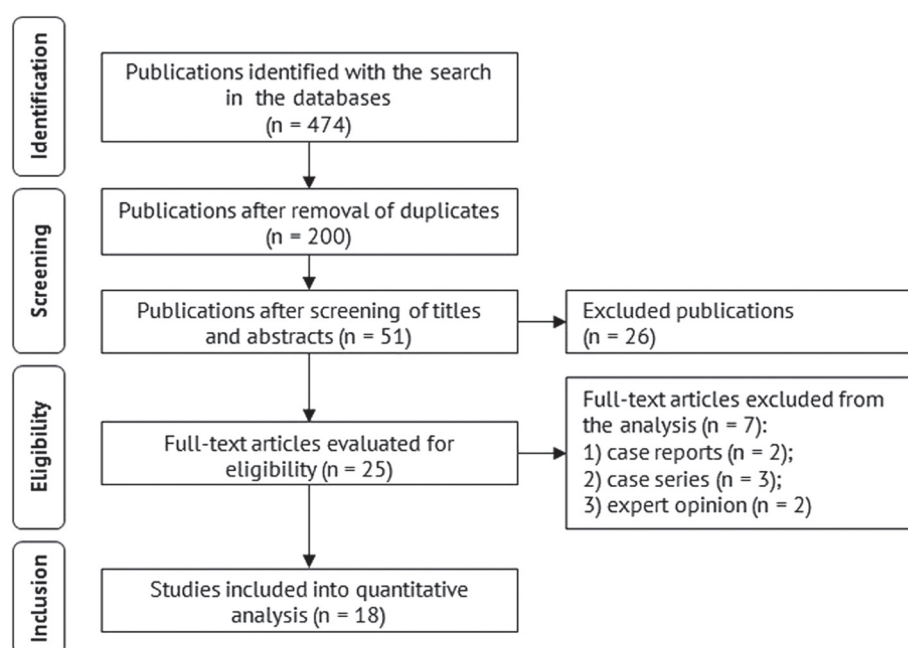 Identification
Publications identified with the search
in the databases
(n = 474)
Screening
Publications after removal of duplicates
(n = 200)
Publications after screening of titles
and abstracts (n = 51)
Excluded publications
(n = 26)
Eligibility
Full-text articles evaluated for
eligibility (n = 25)
Full-text articles excluded from
the analysis (n = 7):
1) case reports (n = 2);
2) case series (n = 3);
3) expert opinion (n = 2)
Inclusion
Studies included into quantitative
analysis (n = 18)